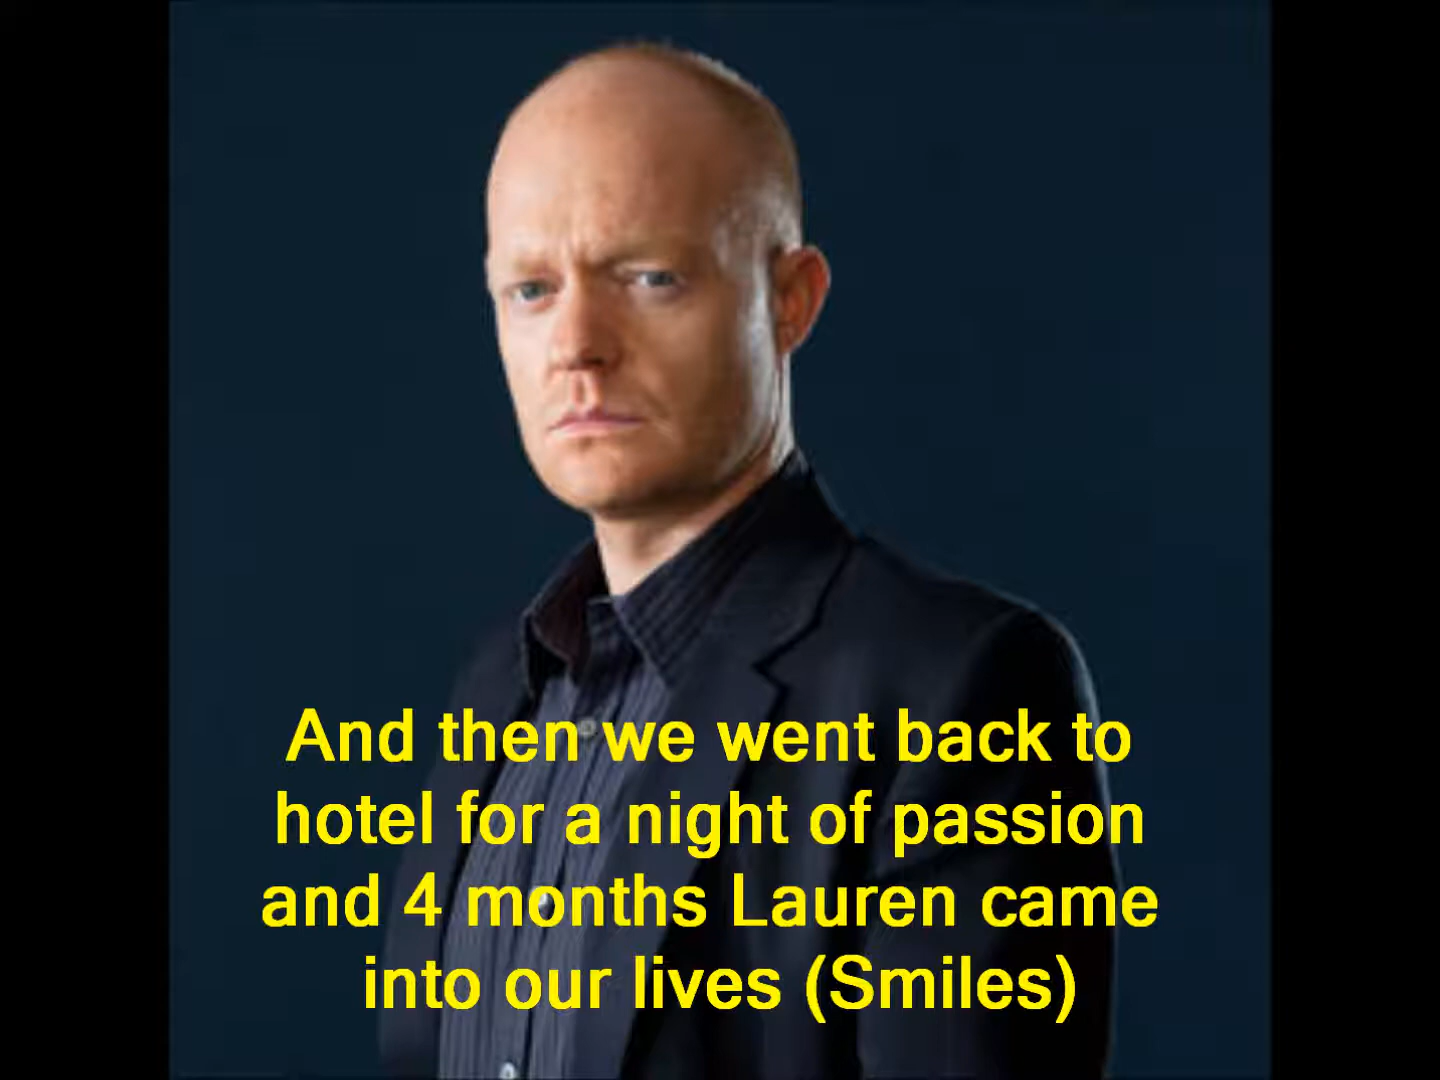 And then we went back to
hotel for a night of passion
and 4 months Lauren came
into our lives (Smiles)